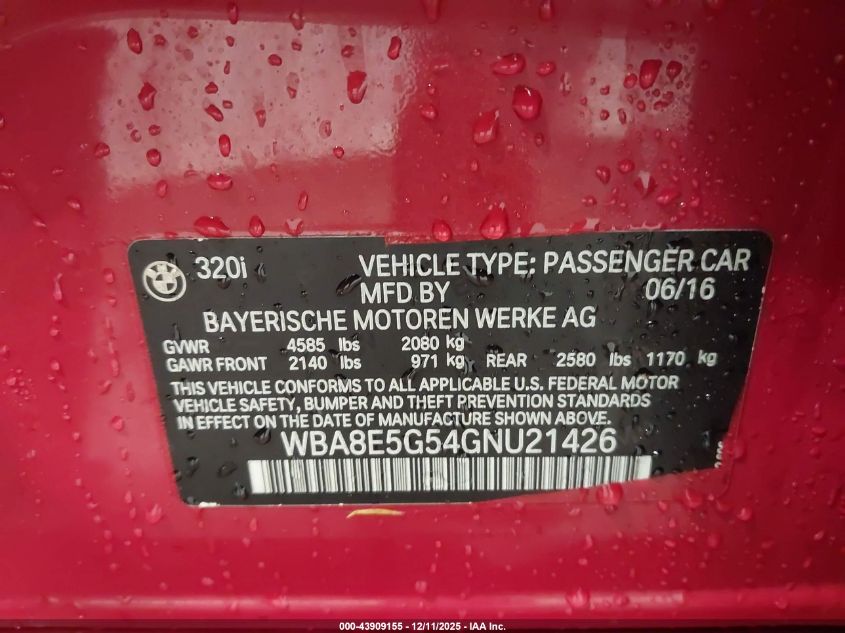 320i VEHICLE TYPE: PASSENGER CAR
MFD BY 06/16
BAYERISCHE MOTOREN WERKE AG
GVWR 4585 lbs 2080 kg
GAWR FRONT 2140 lbs 971 kg REAR 2580 lbs 1170 kg
THIS VEHICLE CONFORMS TO ALL APPLICABLE U.S. FEDERAL MOTOR
VEHICLE SAFETY, BUMPER AND THEFT PREVENTION STANDARDS
IN EFFECT ON THE DATE OF MANUFACTURE SHOWN ABOVE.
WBA8E5G54GNU21426
000-43909155 - 12/11/2025 - IAA Inc.